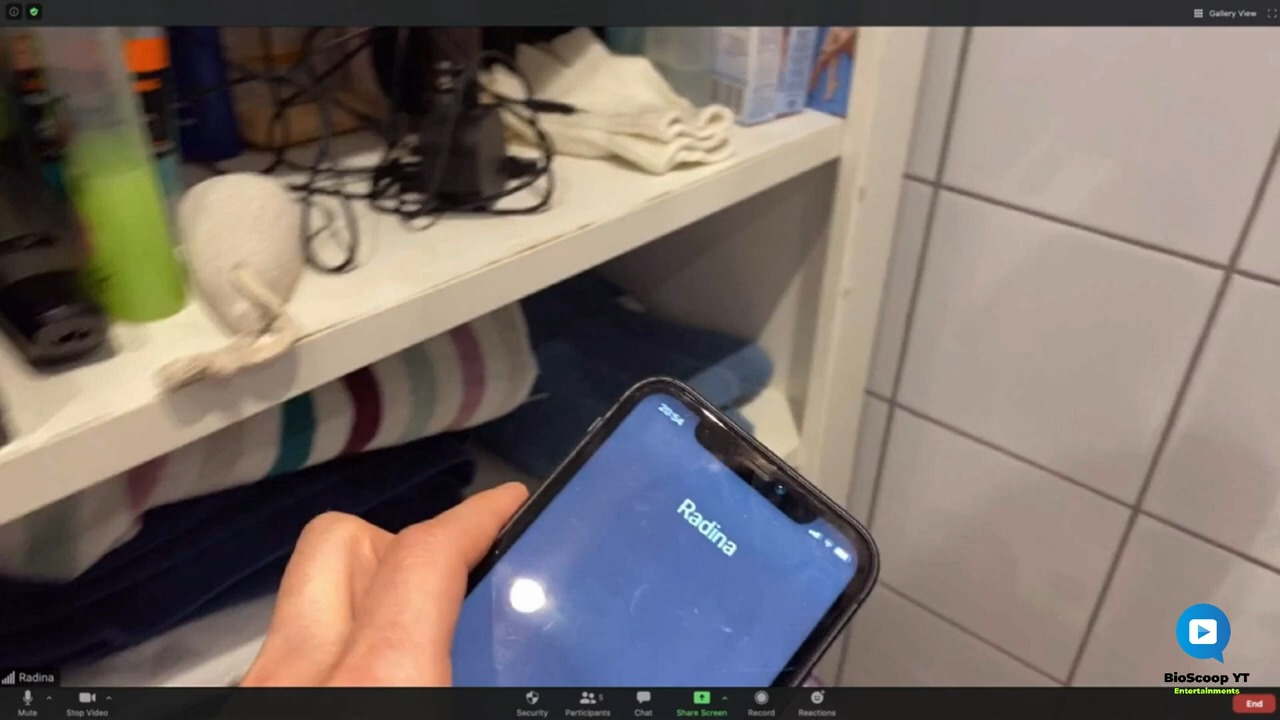 Gallery View
20:54
Radina
Radina
Mute
Stop Video
Security
Participants
5
Chat
Share Screen
Record
Reactions
End
BioScoop YT
Entertainments